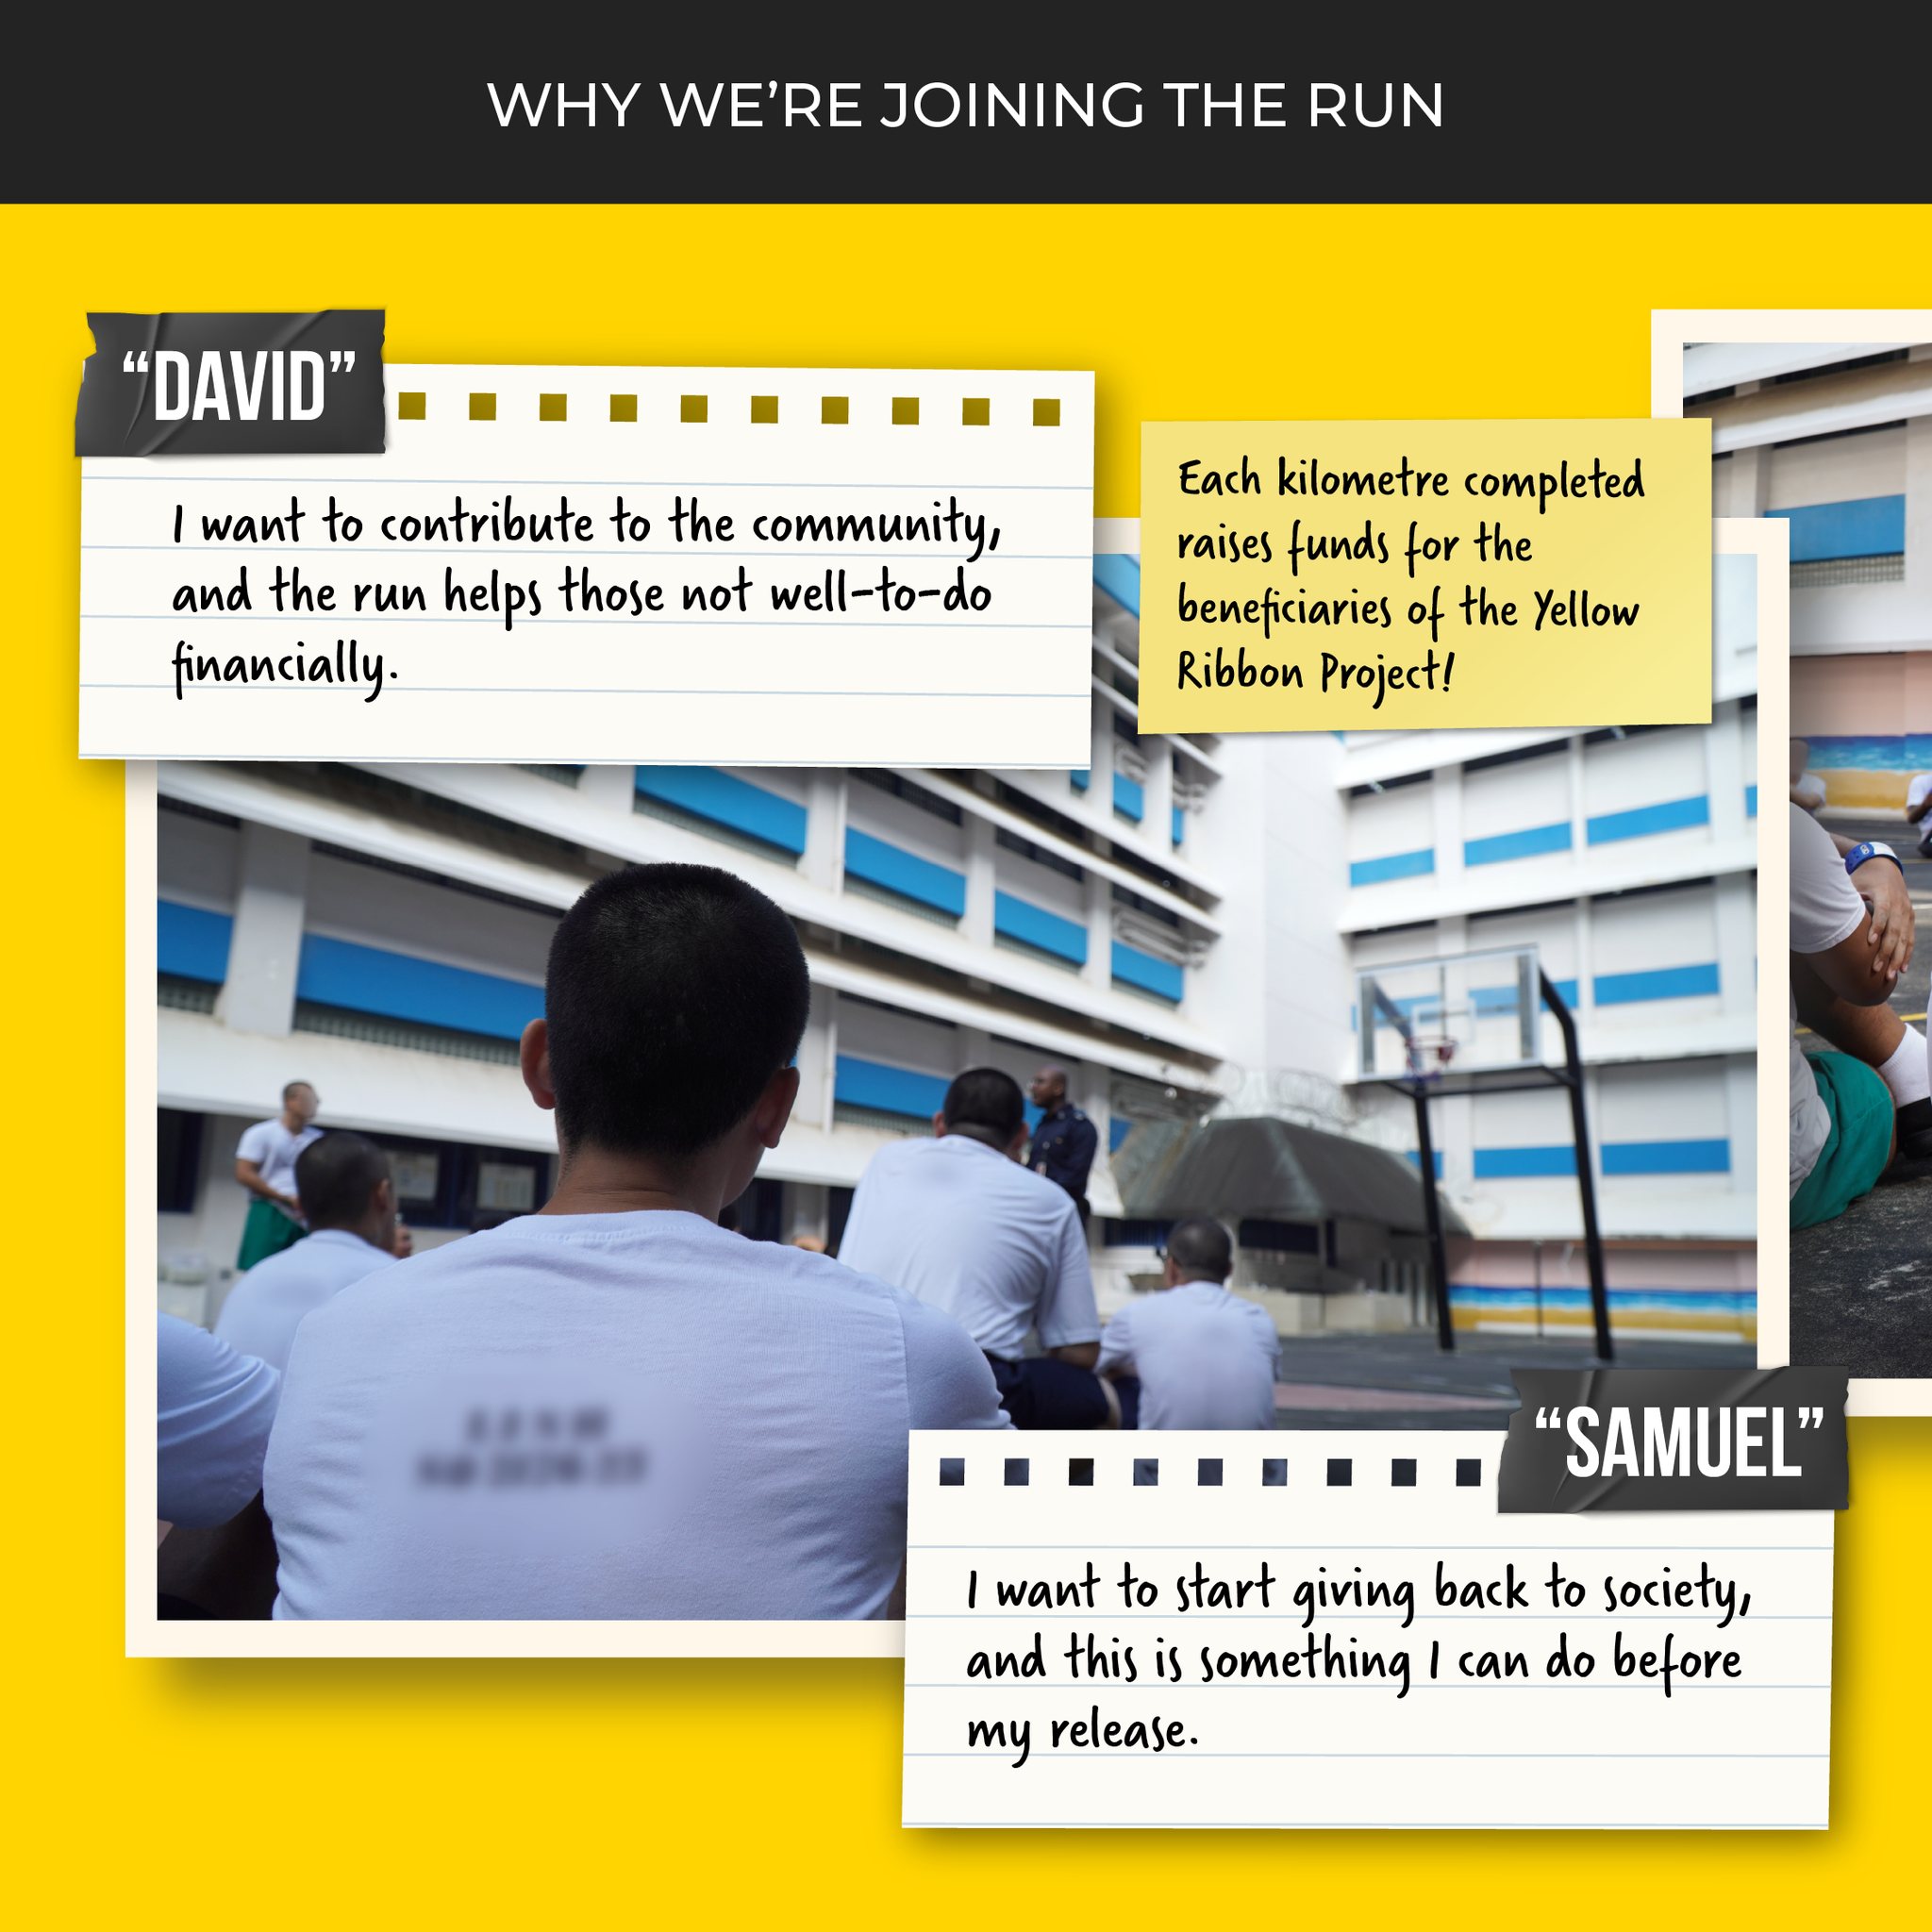 WHY WE'RE JOINING THE RUN
“DAVID”
I want to contribute to the community,
and the run helps those not well-to-do
financially.
Each kilometre completed
raises funds for the
beneficiaries of the Yellow
Ribbon Project!
“SAMUEL”
I want to start giving back to society,
and this is something I can do before
my release.